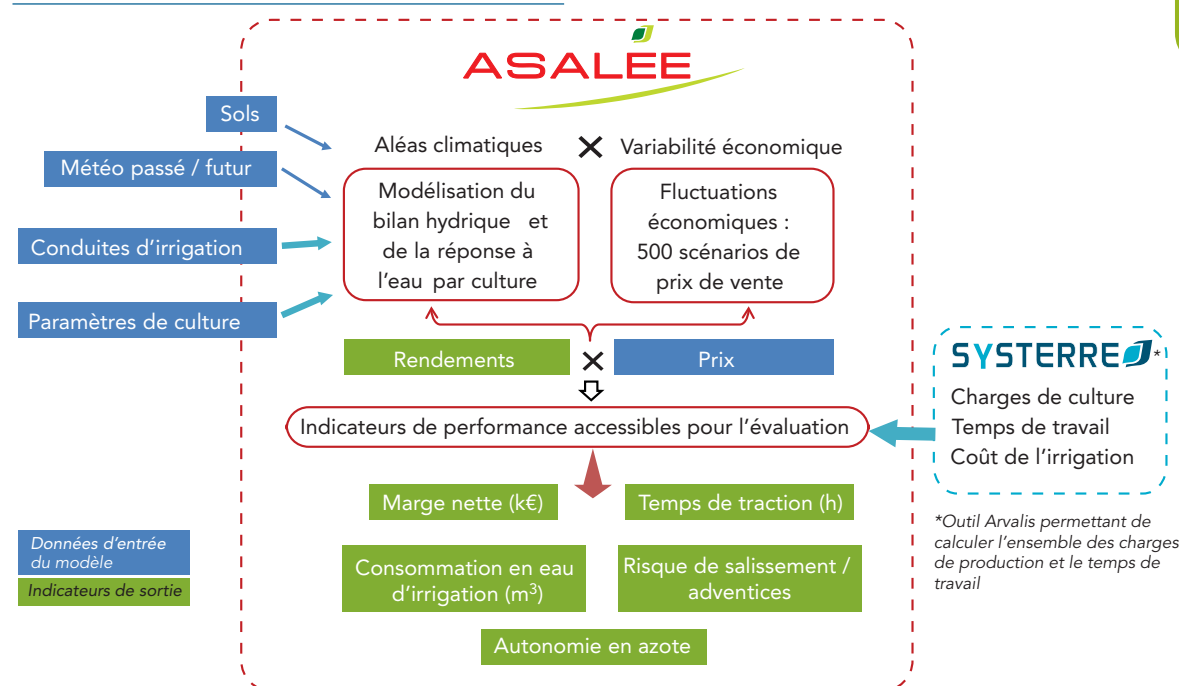 ASALÉE
Sols
Météo passé / futur
Conduites d'irrigation
Paramètres de culture
Aléas climatiques
Variabilité économique
Modélisation du
bilan hydrique et
de la réponse à
l'eau par culture
Fluctuations
économiques :
500 scénarios de
prix de vente
Rendements
Prix
Indicateurs de performance accessibles pour l'évaluation
SYSTERRE*
Charges de culture
Temps de travail
Coût de l'irrigation
*Outil Arvalis permettant de
calculer l'ensemble des charges
de production et le temps de
travail
Marge nette (k€)
Temps de traction (h)
Consommation en eau
d'irrigation (m³)
Risque de salissement /
adventices
Autonomie en azote
Données d'entrée
du modèle
Indicateurs de sortie